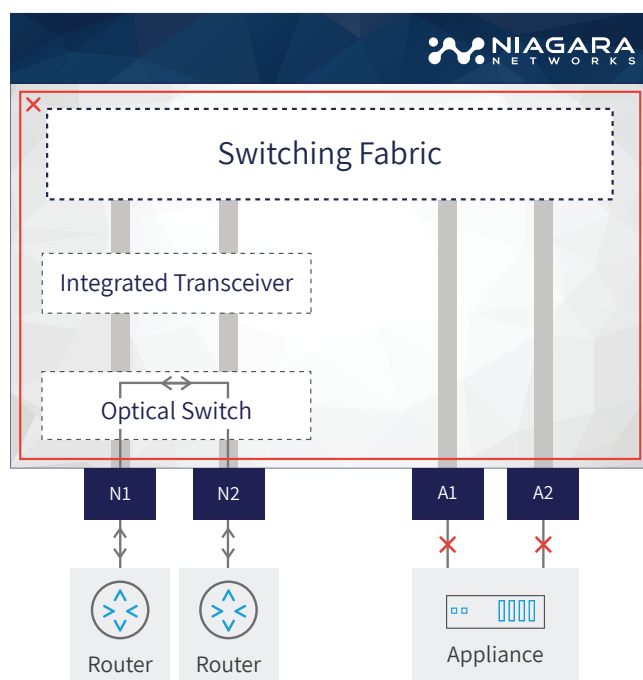 NIAGARA
NETWORKS
Switching Fabric
Integrated Transceiver
Optical Switch
N1 N2 A1 A2
Router Router Appliance